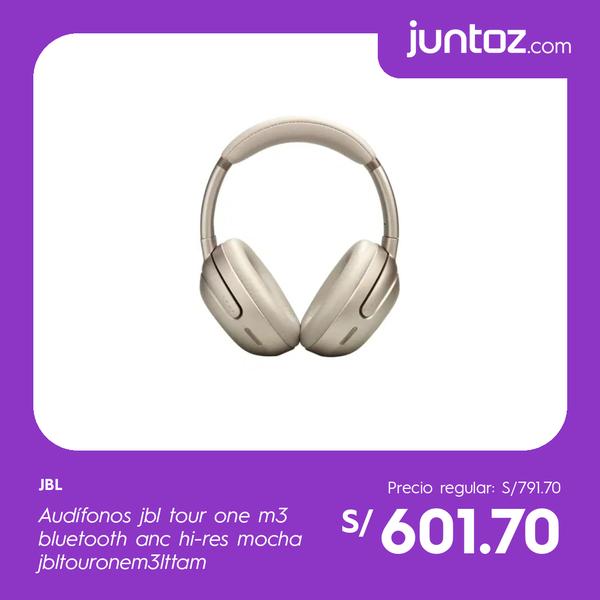 juntoz.com
JBL
Audífonos jbl tour one m3
bluetooth anc hi-res mocha
jbltouronem3lttam
Precio regular: S/791.70
S/601.70